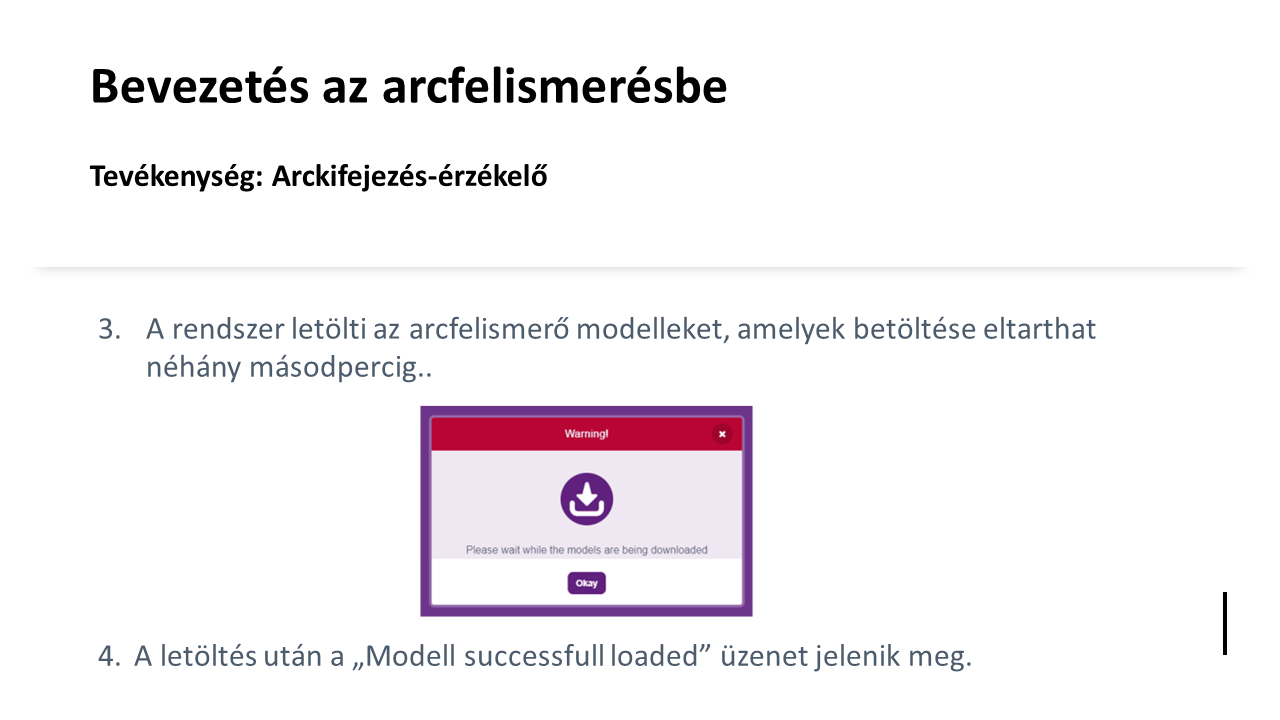 Bevezetés az arcfelismerésbe
Tevékenység: Arckifejezés-érzékelő
3. A rendszer letölti az arcfelismerő modelleket, amelyek betöltése eltarthat
néhány másodpercig..
Warning!
Please wait while the models are being downloaded
Okay
4. A letöltés után a „Modell successfull loaded” üzenet jelenik meg.